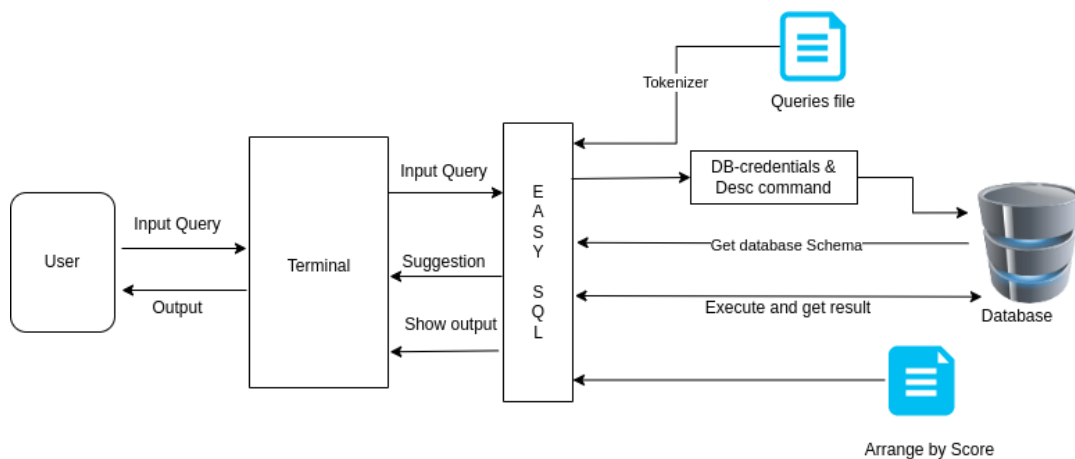 Tokenizer
Queries file
Input Query
DB-credentials &
Desc command
E
A
S
Y
S
Q
L
Input Query
User
Terminal
Suggestion
Get database Schema
Output
Execute and get result
Database
Show output
Arrange by Score